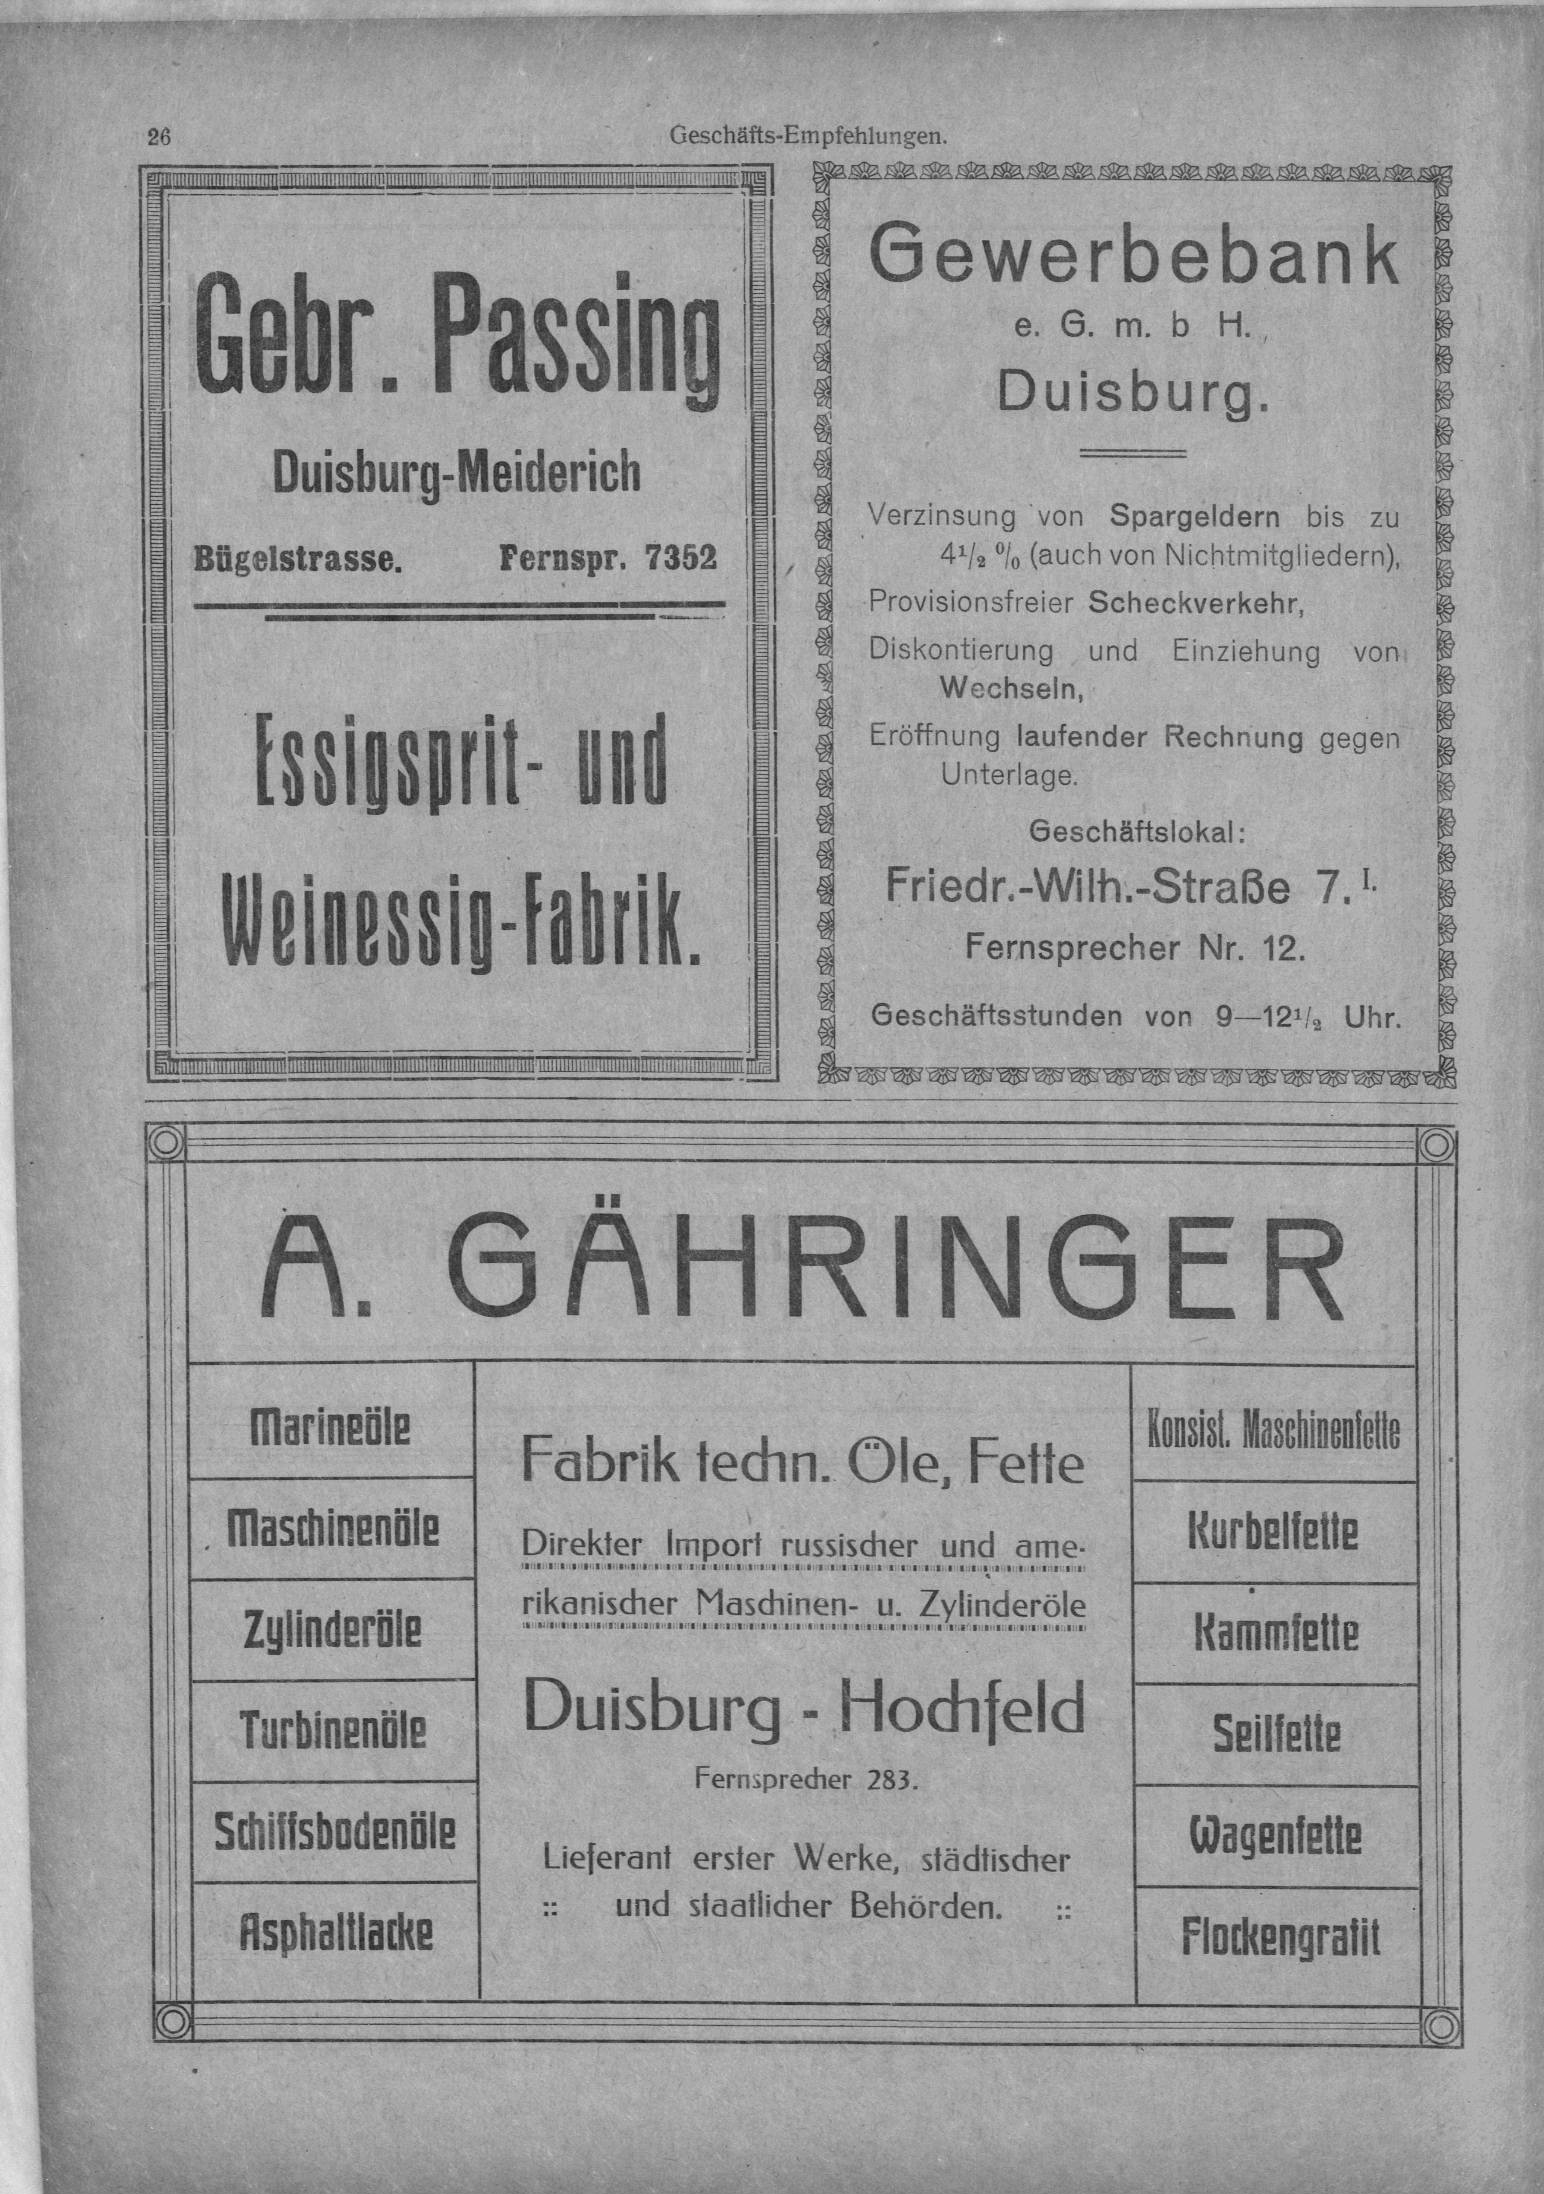 26
Geschäfts-Empfehlungen.
Gebr. Passing
Duisburg-Meiderich
Bügelstrasse. Fernspr. 7352
Essigsprit- und
Weinessig-Fabrik.
Gewerbebank
e. G. m. b H.,
Duisburg.
Verzinsung von Spargeldern bis zu
4½ % (auch von Nichtmitgliedern),
Provisionsfreier Scheckverkehr,
Diskontierung und Einziehung von
Wechseln,
Eröffnung laufender Rechnung gegen
Unterlage.
Geschäftslokal:
Friedr.-Wilh.-Straße 7. I.
Fernsprecher Nr. 12.
Geschäftsstunden von 9—12½ Uhr.
A. GÄHRINGER
Marineöle
Maschinenöle
Zylinderöle
Turbinenöle
Schiffsbodenöle
Asphaltlacke
Fabrik techn. Öle, Fette
Direkter Import russischer und ame-
rikanischer Maschinen- u. Zylinderöle
Duisburg - Hochfeld
Fernsprecher 283.
Lieferant erster Werke, städtischer
:: und staatlicher Behörden. ::
Konsist. Maschinenfette
Kurbelfette
Kammfette
Seilfette
Wagenfette
Flockengrafit